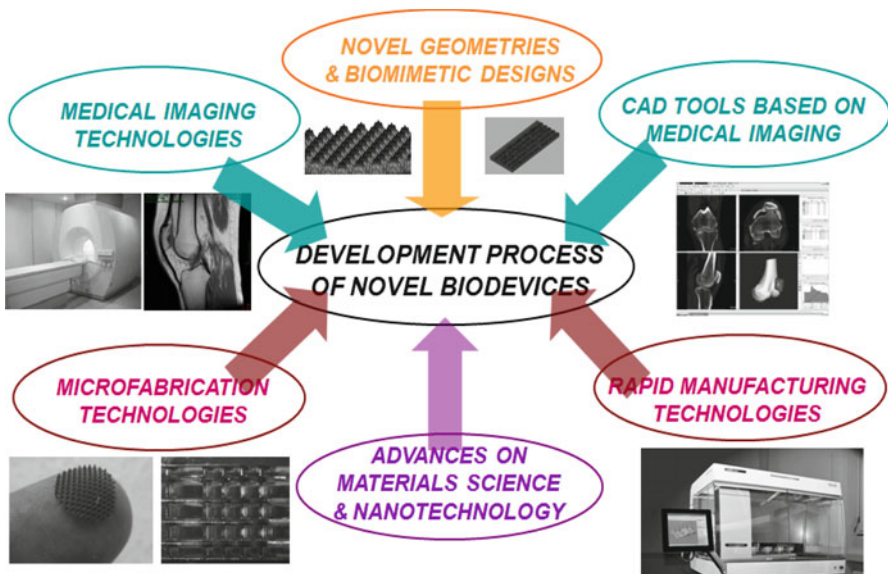 NOVEL GEOMETRIES
& BIOMIMETIC DESIGNS
MEDICAL IMAGING
TECHNOLOGIES
CAD TOOLS BASED ON
MEDICAL IMAGING
DEVELOPMENT PROCESS
OF NOVEL BIODEVICES
MICROFABRICATION
TECHNOLOGIES
RAPID MANUFACTURING
TECHNOLOGIES
ADVANCES ON
MATERIALS SCIENCE
& NANOTECHNOLOGY